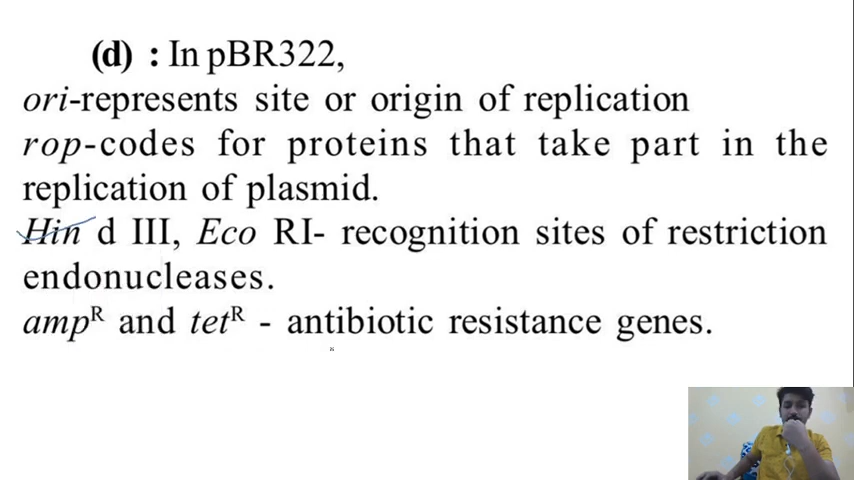 (d) : In pBR322,
ori-represents site or origin of replication
rop-codes for proteins that take part in the
replication of plasmid.
Hin d III, Eco RI- recognition sites of restriction
endonucleases.
ampᴿ and tetᴿ - antibiotic resistance genes.